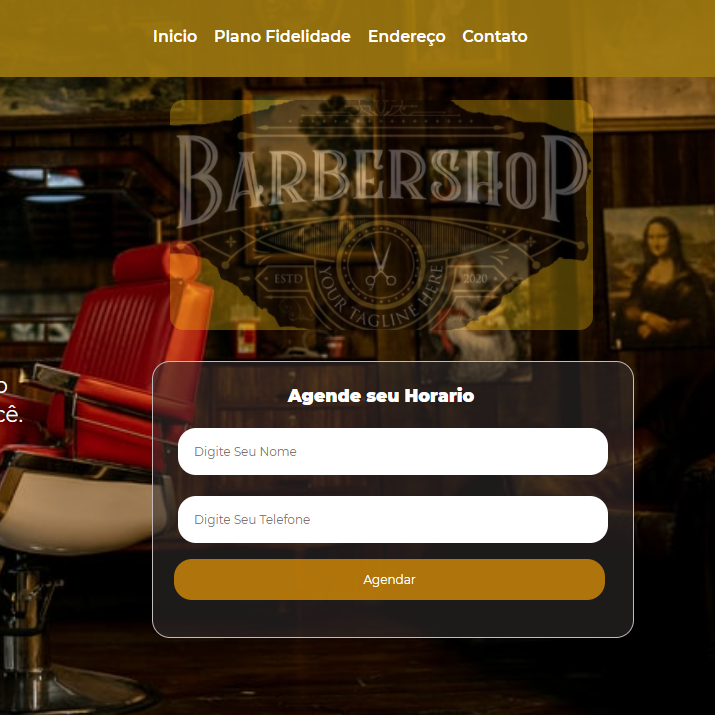 Inicio Plano Fidelidade Endereço Contato
BARBERSHOP
ESTD 2020
YOUR TAGLINE HERE
o
cê.
Agende seu Horario
Digite Seu Nome
Digite Seu Telefone
Agendar